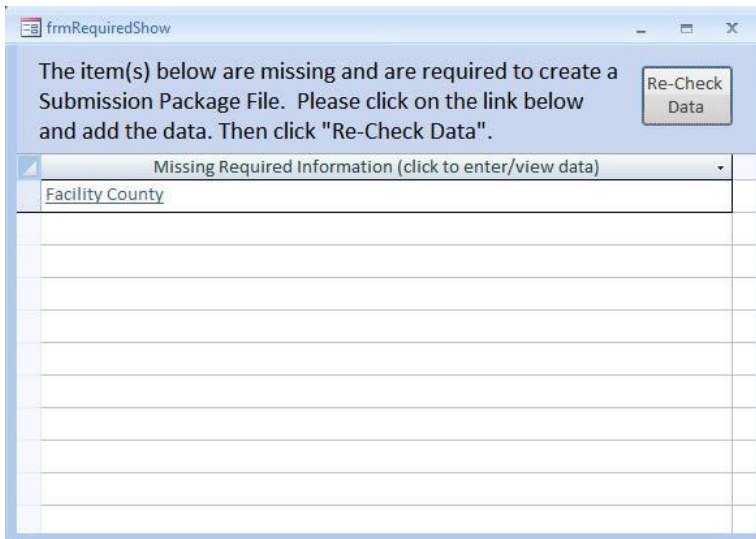 frmRequiredShow
The item(s) below are missing and are required to create a
Submission Package File. Please click on the link below
and add the data. Then click "Re-Check Data".
Re-Check
Data
Missing Required Information (click to enter/view data)
Facility County